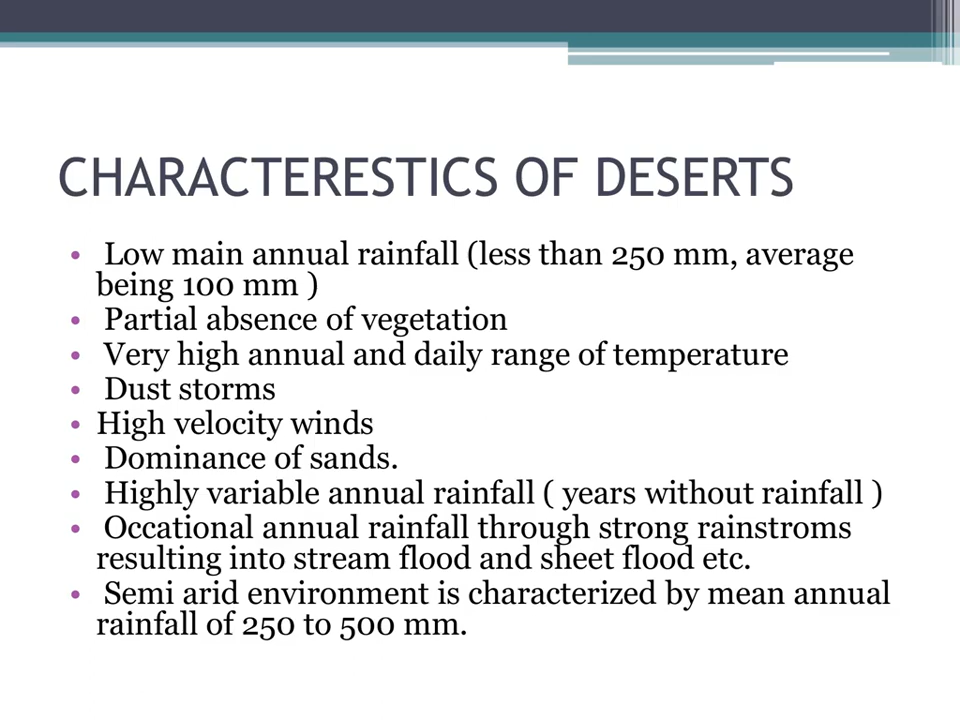 CHARACTERESTICS OF DESERTS
• Low main annual rainfall (less than 250 mm, average
being 100 mm )
• Partial absence of vegetation
• Very high annual and daily range of temperature
• Dust storms
• High velocity winds
• Dominance of sands.
• Highly variable annual rainfall ( years without rainfall )
• Occational annual rainfall through strong rainstroms
resulting into stream flood and sheet flood etc.
• Semi arid environment is characterized by mean annual
rainfall of 250 to 500 mm.